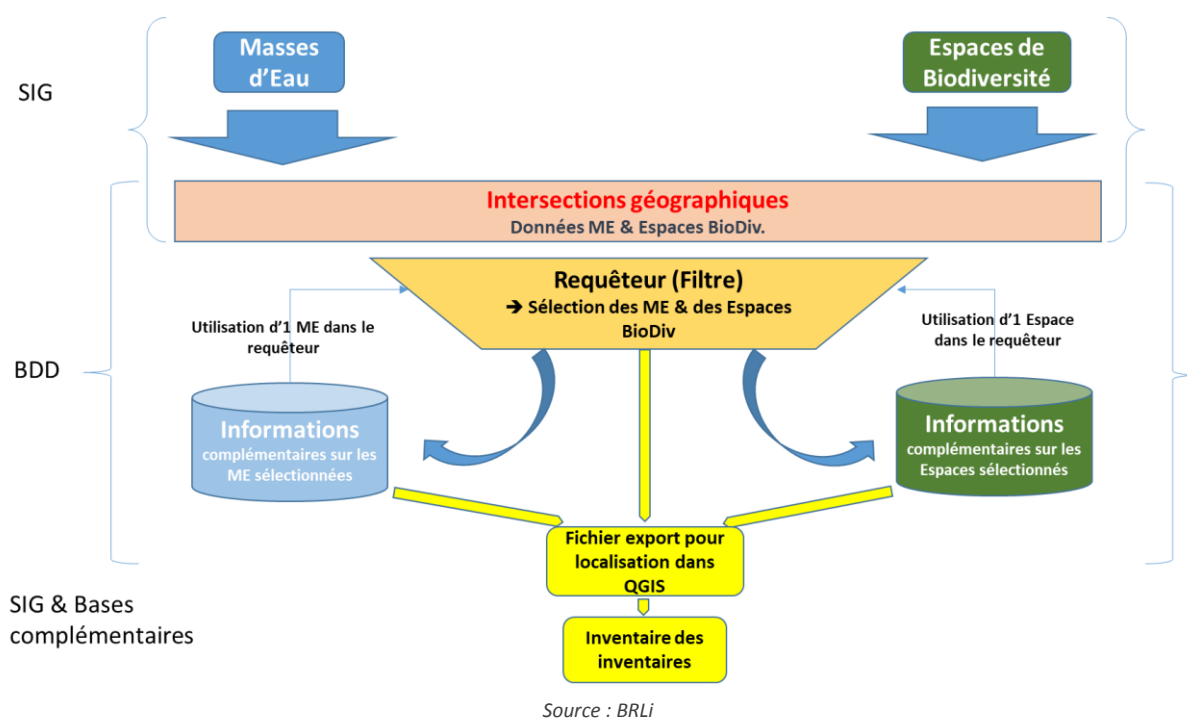 Masses
d'Eau
Espaces de
Biodiversité
SIG
Intersections géographiques
Données ME & Espaces BioDiv.
Requêteur (Filtre)
➔ Sélection des ME & des Espaces
BioDiv
Utilisation d'1 ME dans le
requêteur
Utilisation d'1 Espace
dans le requêteur
BDD
Informations
complémentaires sur les
ME sélectionnées
Informations
complémentaires sur les
Espaces sélectionnés
Fichier export pour
localisation dans
QGIS
SIG & Bases
complémentaires
Inventaire des
inventaires
Source : BRLi